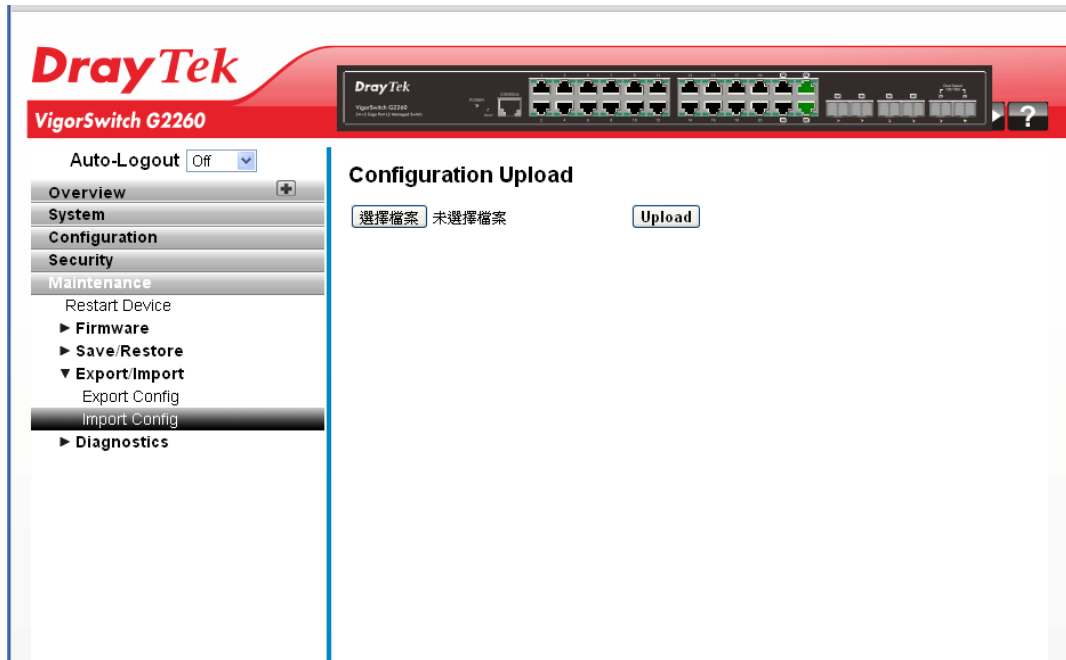 DrayTek
VigorSwitch G2260
DrayTek
VigorSwitch G2260
?
Auto-Logout Off
Overview
System
Configuration
Security
Maintenance
Restart Device
▶ Firmware
▶ Save/Restore
▼ Export/Import
Export Config
Import Config
▶ Diagnostics
Configuration Upload
選擇檔案 未選擇檔案 Upload